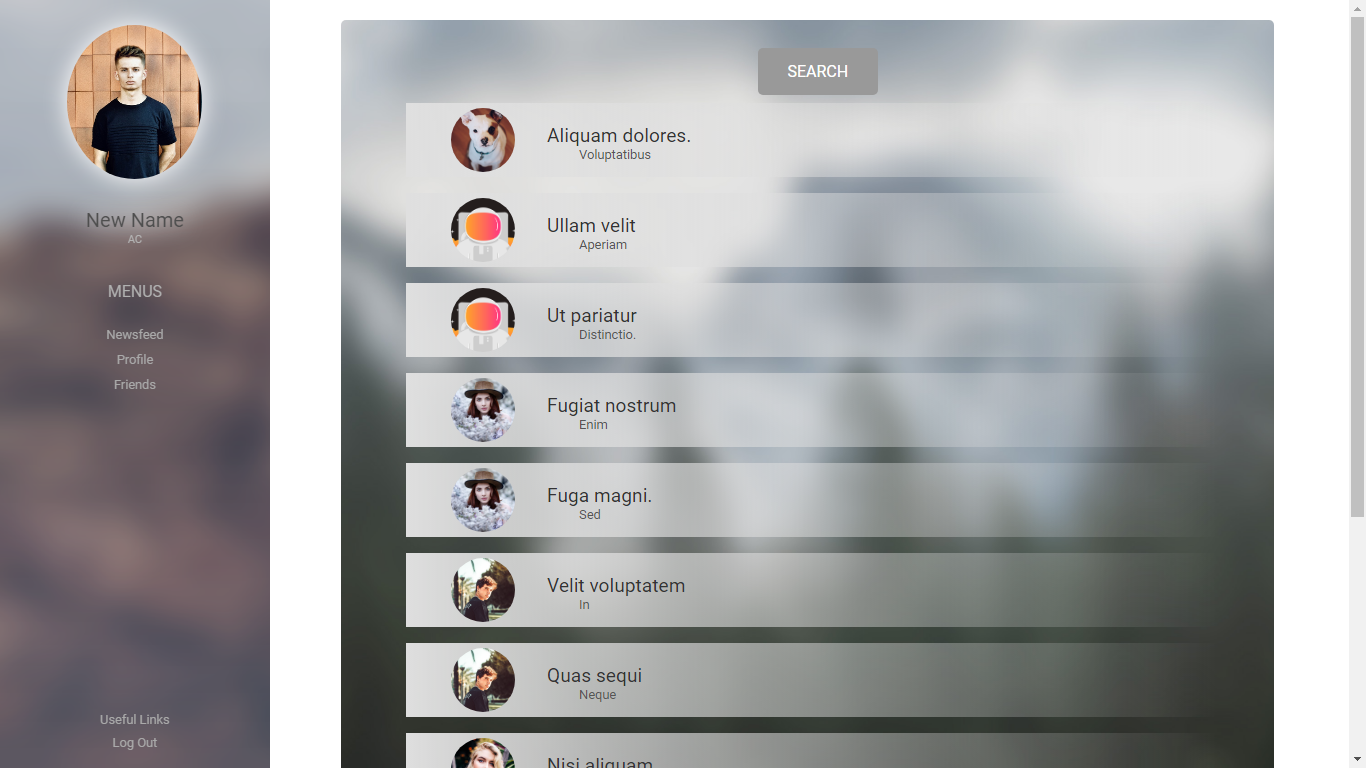 New Name
AC
MENUS
Newsfeed
Profile
Friends
Useful Links
Log Out
SEARCH
Aliquam dolores.
Voluptatibus
Ullam velit
Aperiam
Ut pariatur
Distinctio.
Fugiat nostrum
Enim
Fuga magni.
Sed
Velit voluptatem
In
Quas sequi
Neque
Nisi aliquam